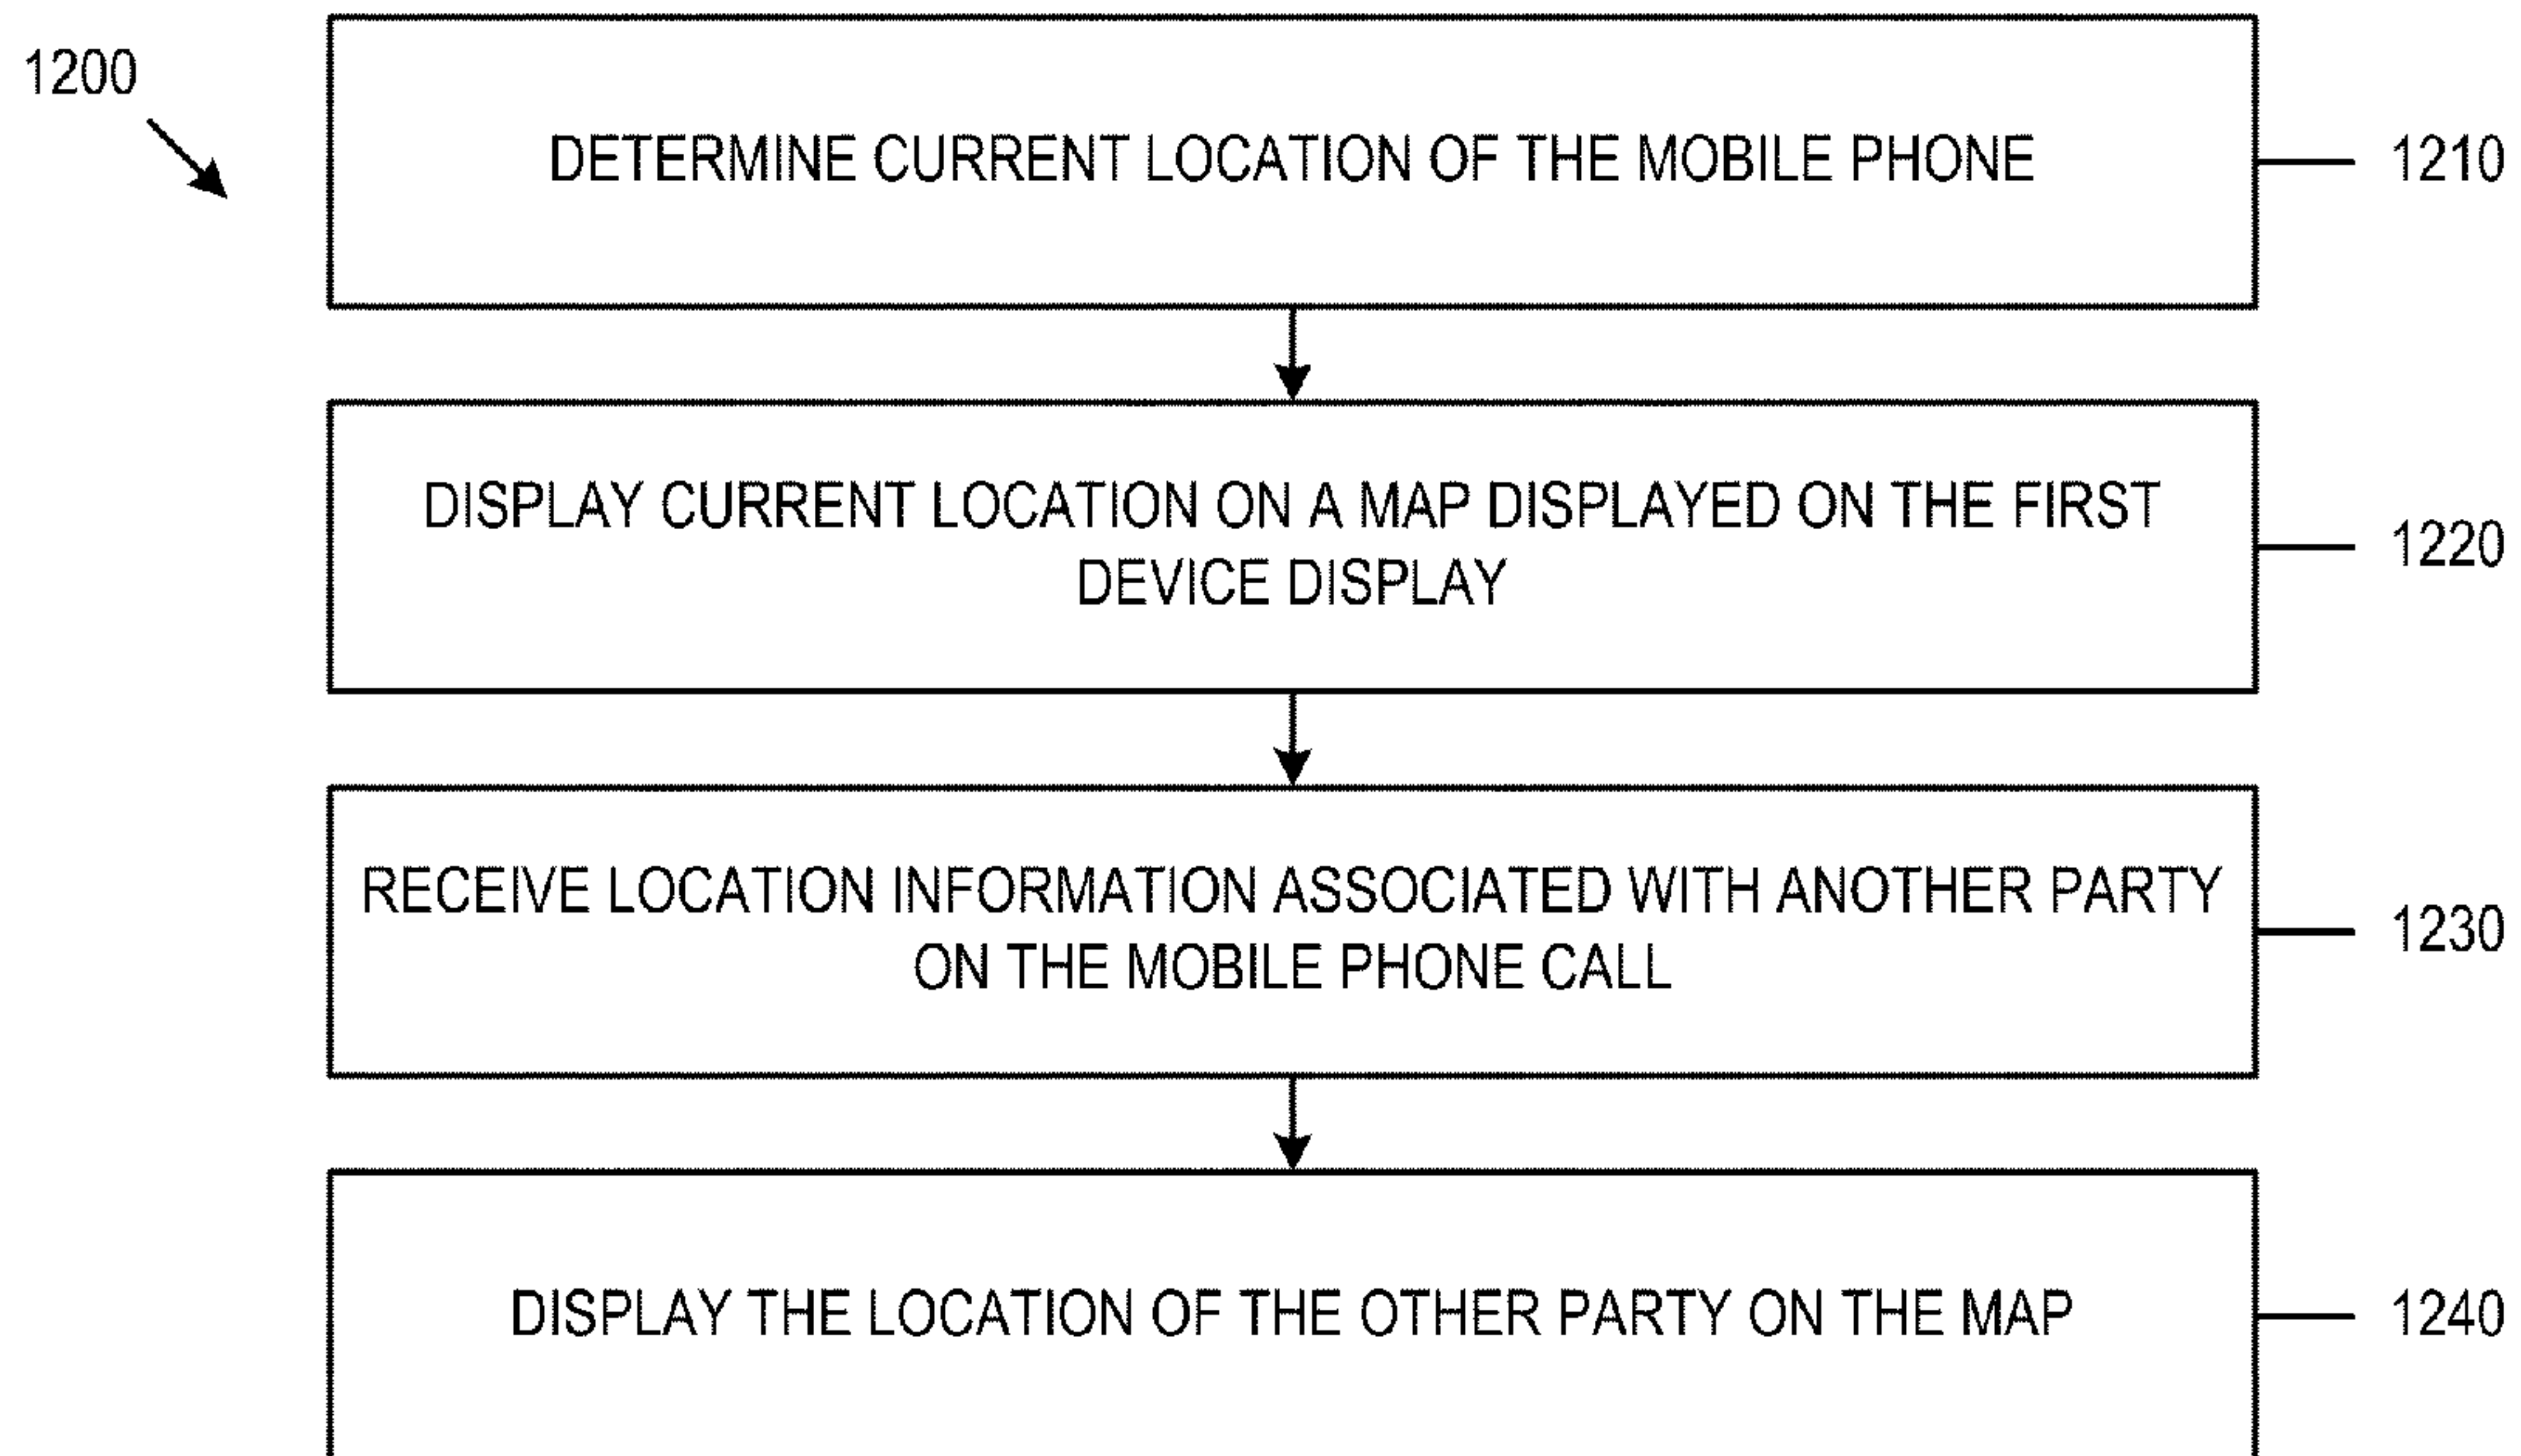 1200
DETERMINE CURRENT LOCATION OF THE MOBILE PHONE
1210
DISPLAY CURRENT LOCATION ON A MAP DISPLAYED ON THE FIRST
DEVICE DISPLAY
1220
RECEIVE LOCATION INFORMATION ASSOCIATED WITH ANOTHER PARTY
ON THE MOBILE PHONE CALL
1230
DISPLAY THE LOCATION OF THE OTHER PARTY ON THE MAP
1240